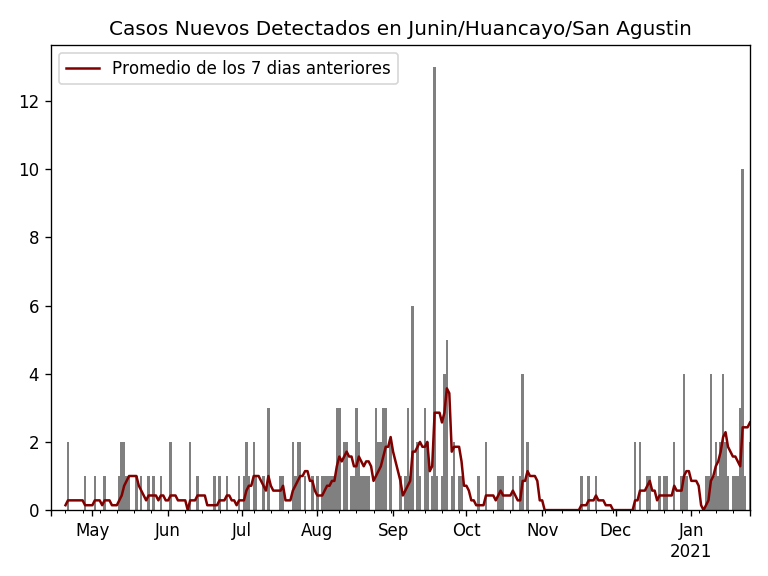 Casos Nuevos Detectados en Junin/Huancayo/San Agustin
Promedio de los 7 dias anteriores
12
10
8
6
4
2
0
May Jun Jul Aug Sep Oct Nov Dec Jan
2021